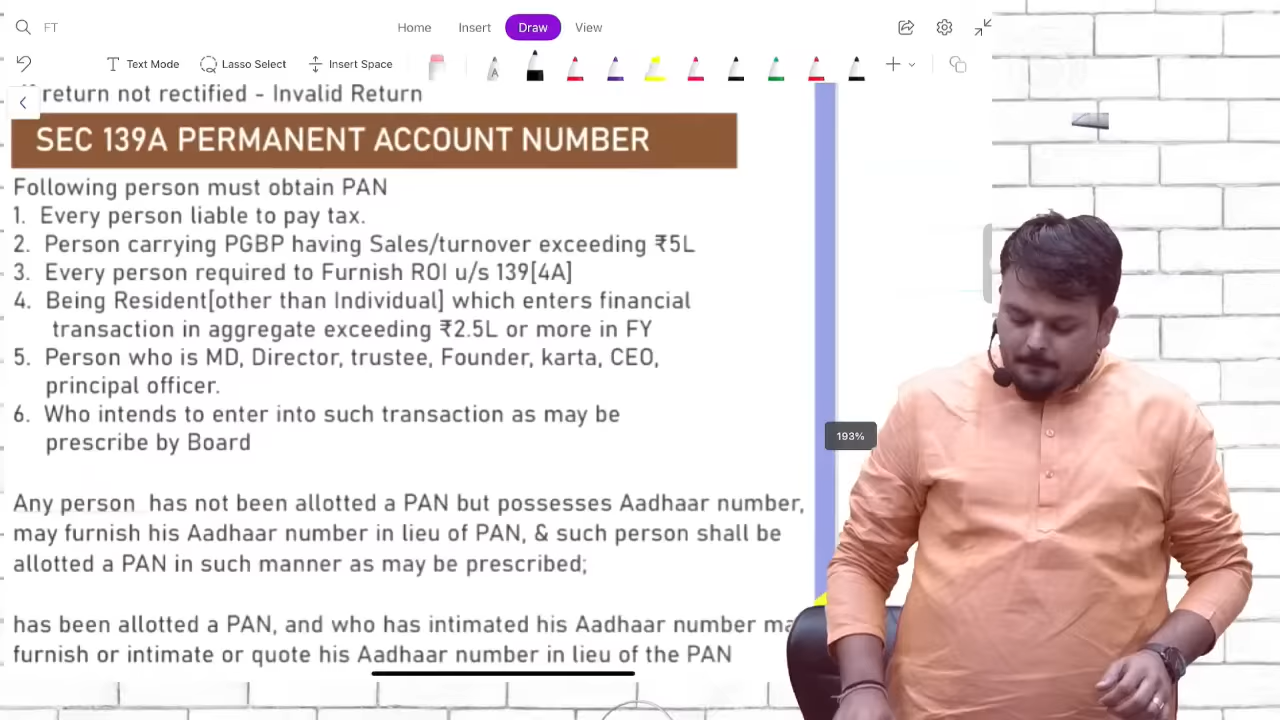 FT
Home Insert Draw View
Text Mode Lasso Select Insert Space
return not rectified - Invalid Return
SEC 139A PERMANENT ACCOUNT NUMBER
Following person must obtain PAN
1. Every person liable to pay tax.
2. Person carrying PGBP having Sales/turnover exceeding ₹5L
3. Every person required to Furnish ROI u/s 139[4A]
4. Being Resident[other than Individual] which enters financial
transaction in aggregate exceeding ₹2.5L or more in FY
5. Person who is MD, Director, trustee, Founder, karta, CEO,
principal officer.
193%
6. Who intends to enter into such transaction as may be
prescribe by Board
Any person has not been allotted a PAN but possesses Aadhaar number,
may furnish his Aadhaar number in lieu of PAN, & such person shall be
allotted a PAN in such manner as may be prescribed;
has been allotted a PAN, and who has intimated his Aadhaar number
furnish or intimate or quote his Aadhaar number in lieu of the PAN